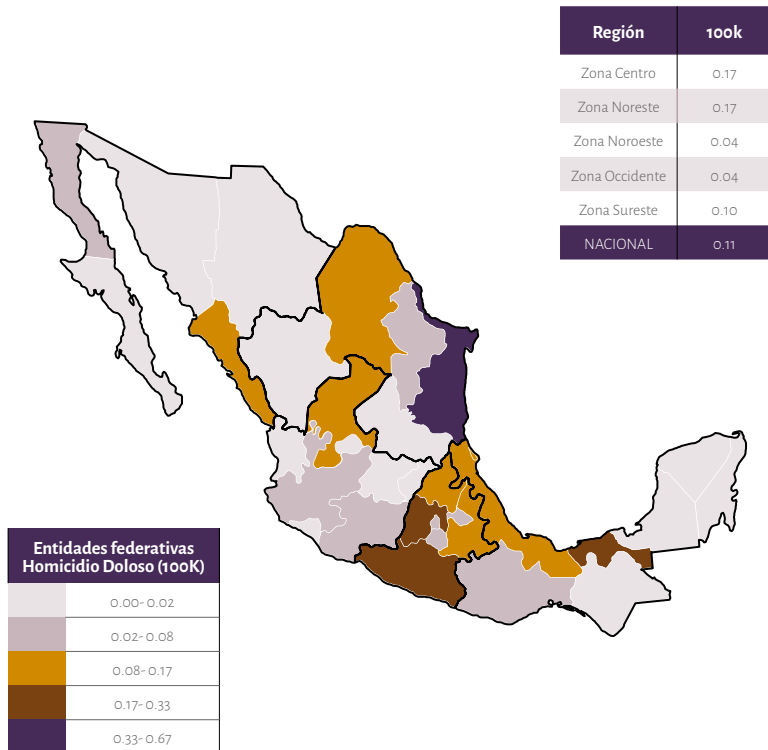 Región 100k
Zona Centro 0.17
Zona Noreste 0.17
Zona Noroeste 0.04
Zona Occidente 0.04
Zona Sureste 0.10
NACIONAL 0.11
Entidades federativas
Homicidio Doloso (100K)
0.00-0.02
0.02-0.08
0.08-0.17
0.17-0.33
0.33-0.67